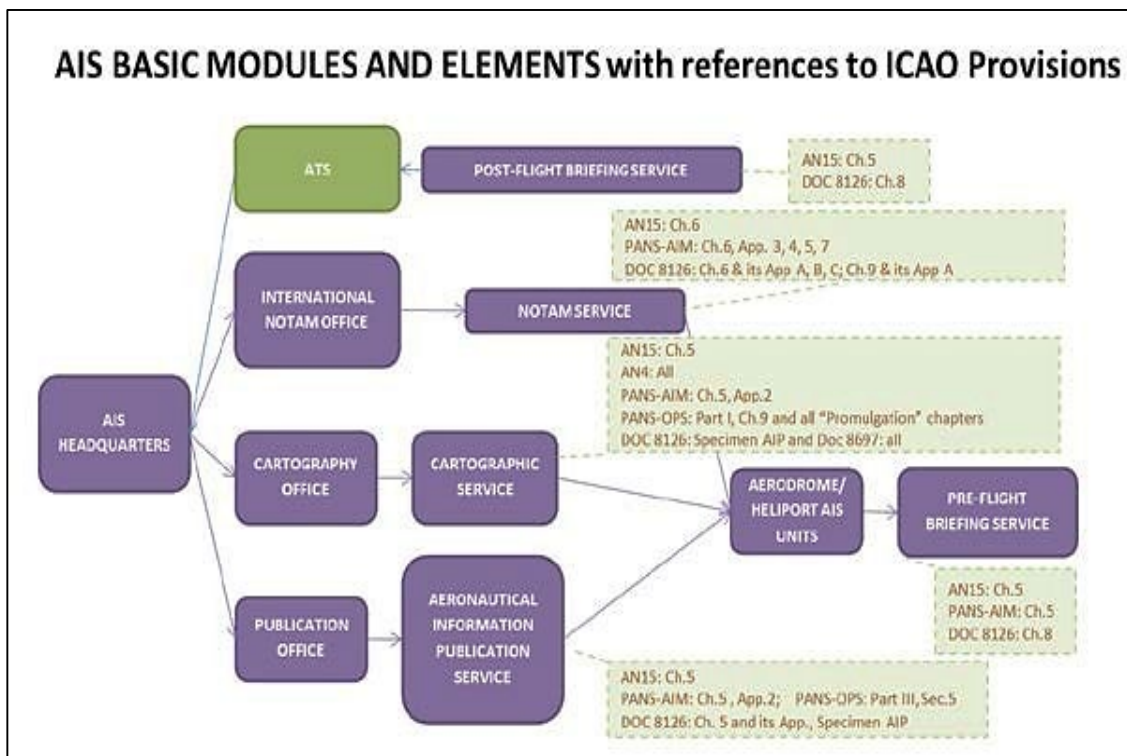 AIS BASIC MODULES AND ELEMENTS with references to ICAO Provisions
ATS
POST-FLIGHT BRIEFING SERVICE
AN15: Ch.5
DOC 8126: Ch.8
AN15: Ch.6
PANS-AIM: Ch.6, App. 3, 4, 5, 7
DOC 8126: Ch.6 & its App A, B, C; Ch.9 & its App A
INTERNATIONAL
NOTAM OFFICE
NOTAM SERVICE
AN15: Ch.5
AN4: All
PANS-AIM: Ch.5, App.2
PANS-OPS: Part I, Ch.9 and all “Promulgation” chapters
DOC 8126: Specimen AIP and Doc 8697: all
AIS
HEADQUARTERS
CARTOGRAPHY
OFFICE
CARTOGRAPHIC
SERVICE
AERODROME/
HELIPORT AIS
UNITS
PRE-FLIGHT
BRIEFING SERVICE
AN15: Ch.5
PANS-AIM: Ch.5
DOC 8126: Ch.8
PUBLICATION
OFFICE
AERONAUTICAL
INFORMATION
PUBLICATION
SERVICE
AN15: Ch.5
PANS-AIM: Ch.5 , App.2; PANS-OPS: Part III, Sec.5
DOC 8126: Ch. 5 and its App., Specimen AIP